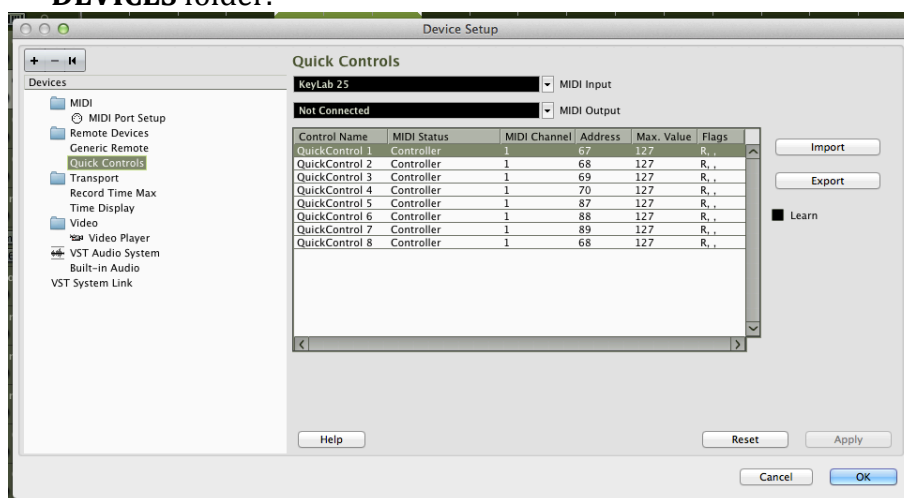 DEVICES folder.
Device Setup
+ -
Devices
MIDI
MIDI Port Setup
Remote Devices
Generic Remote
Quick Controls
Transport
Record Time Max
Time Display
Video
Video Player
VST Audio System
Built-in Audio
VST System Link
Quick Controls
KeyLab 25 MIDI Input
Not Connected MIDI Output
Control Name MIDI Status MIDI Channel Address Max. Value Flags
QuickControl 1 Controller 1 67 127 R, ,
QuickControl 2 Controller 1 68 127 R, ,
QuickControl 3 Controller 1 69 127 R, ,
QuickControl 4 Controller 1 70 127 R, ,
QuickControl 5 Controller 1 87 127 R, ,
QuickControl 6 Controller 1 88 127 R, ,
QuickControl 7 Controller 1 89 127 R, ,
QuickControl 8 Controller 1 68 127 R, ,
Import
Export
Learn
Help
Reset
Apply
Cancel
OK